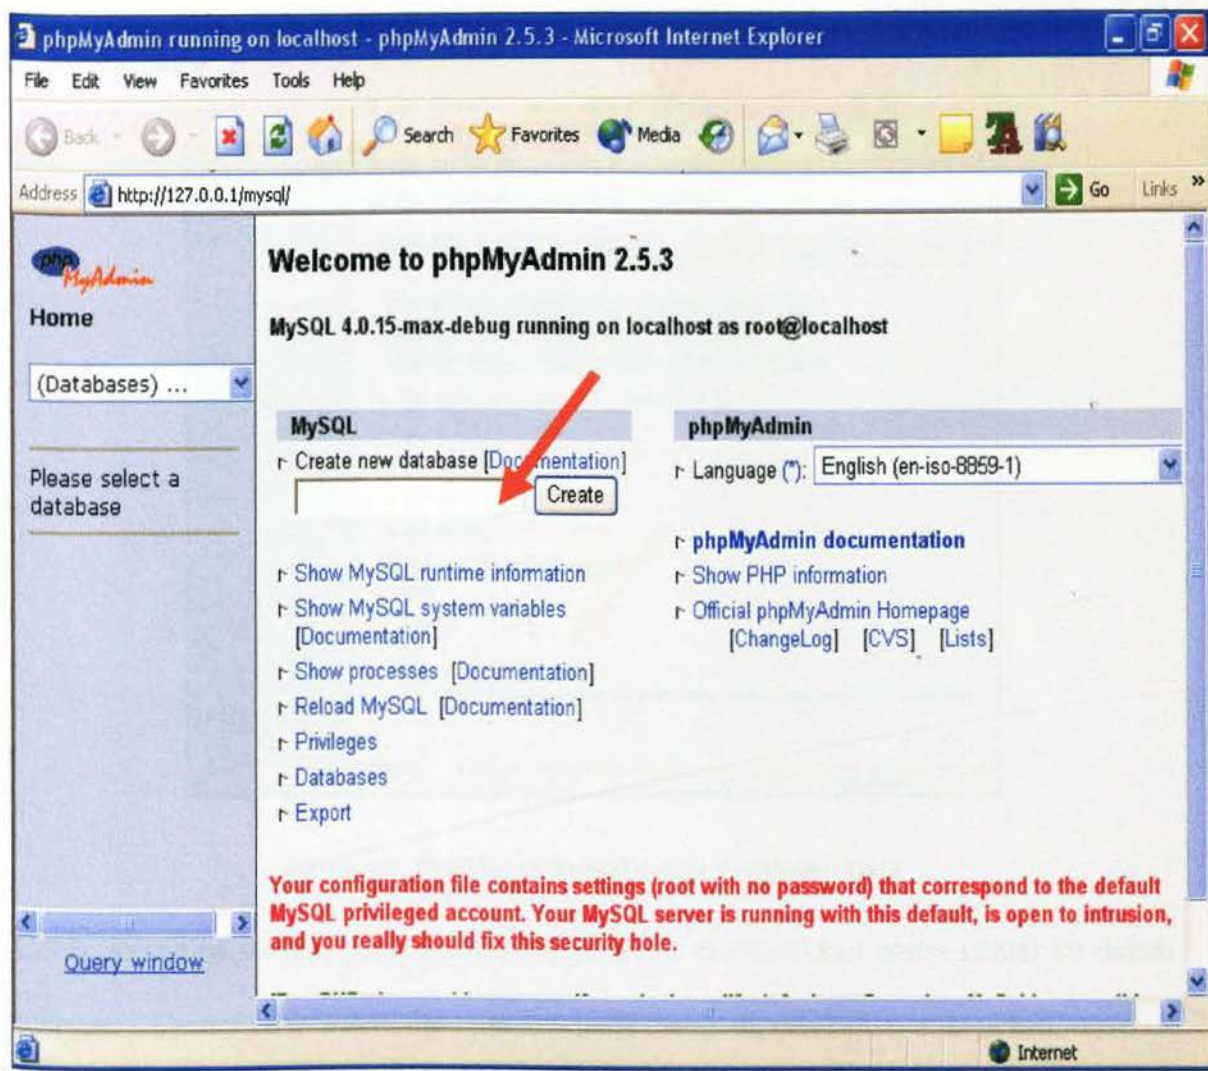 phpMyAdmin running on localhost - phpMyAdmin 2.5.3 - Microsoft Internet Explorer
File Edit View Favorites Tools Help
Back Search Favorites Media
Address http://127.0.0.1/mysql/ Go Links »
php
MyAdmin
Home
(Databases) ...
Please select a
database
Query window
Welcome to phpMyAdmin 2.5.3
MySQL 4.0.15-max-debug running on localhost as root@localhost
MySQL
Create new database [Documentation]
Create
Show MySQL runtime information
Show MySQL system variables
[Documentation]
Show processes [Documentation]
Reload MySQL [Documentation]
Privileges
Databases
Export
phpMyAdmin
Language (*): English (en-iso-8859-1)
phpMyAdmin documentation
Show PHP information
Official phpMyAdmin Homepage
[ChangeLog] [CVS] [Lists]
Your configuration file contains settings (root with no password) that correspond to the default
MySQL privileged account. Your MySQL server is running with this default, is open to intrusion,
and you really should fix this security hole.
Internet